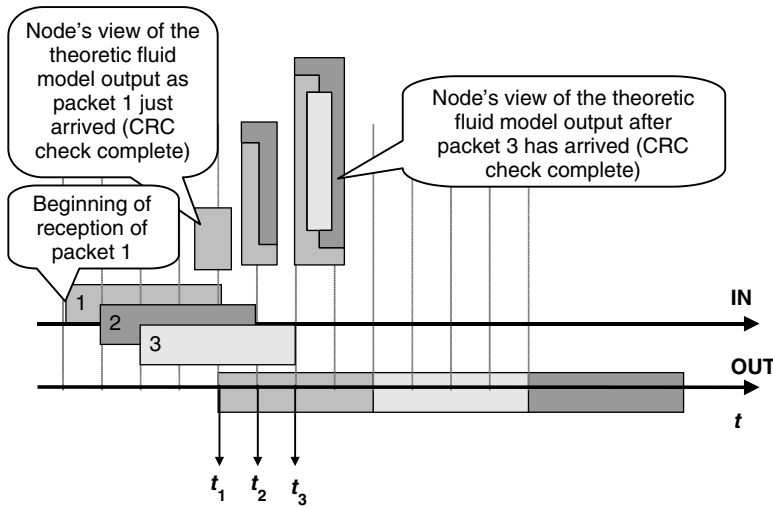 Node's view of the
theoretic fluid
model output as
packet 1 just
arrived (CRC
check complete)
Node's view of the theoretic
fluid model output after
packet 3 has arrived (CRC
check complete)
Beginning of
reception of
packet 1
1
2
3
IN
OUT
t
t1
t2
t3